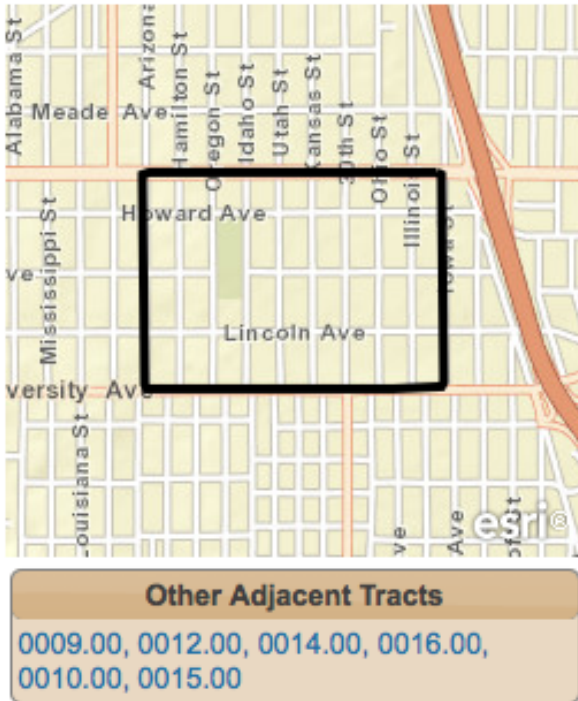 Alabama St
Arizona
Hamilton St
Oregon St
Idaho St
Utah St
Kansas St
30th St
Ohio St
Illinois St
Meade Ave
Howard Ave
Mississippi St
ve
Iowa St
Lincoln Ave
versity Ave
Louisiana St
ve
Ave
of St
esri®
Other Adjacent Tracts
0009.00, 0012.00, 0014.00, 0016.00,
0010.00, 0015.00